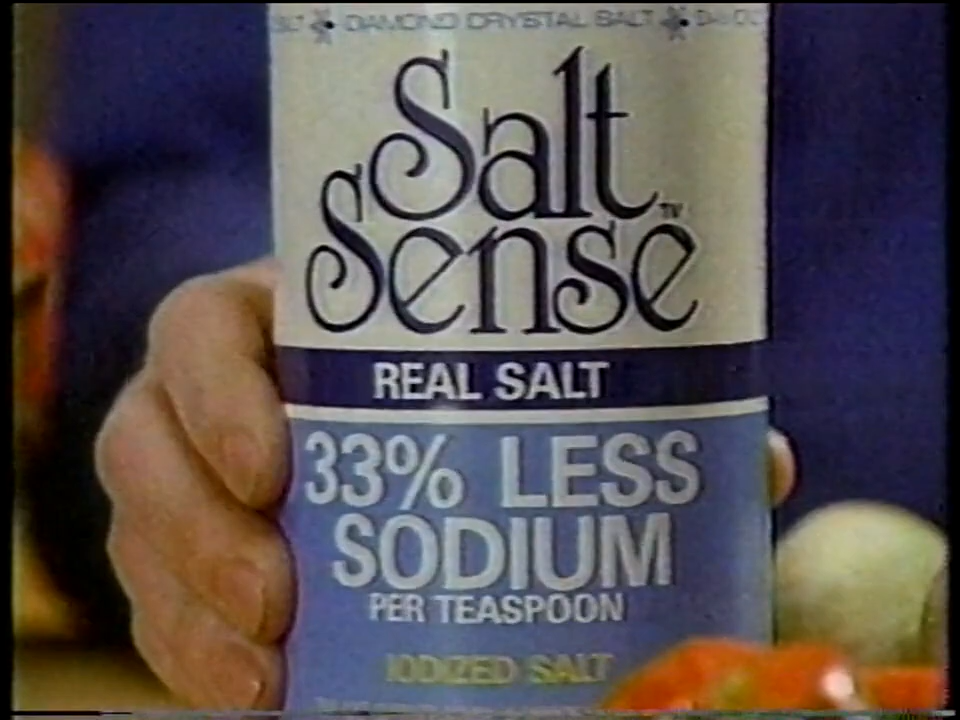 DIAMOND CRYSTAL SALT
Salt
Sense
REAL SALT
33% LESS
SODIUM
PER TEASPOON
IODIZED SALT